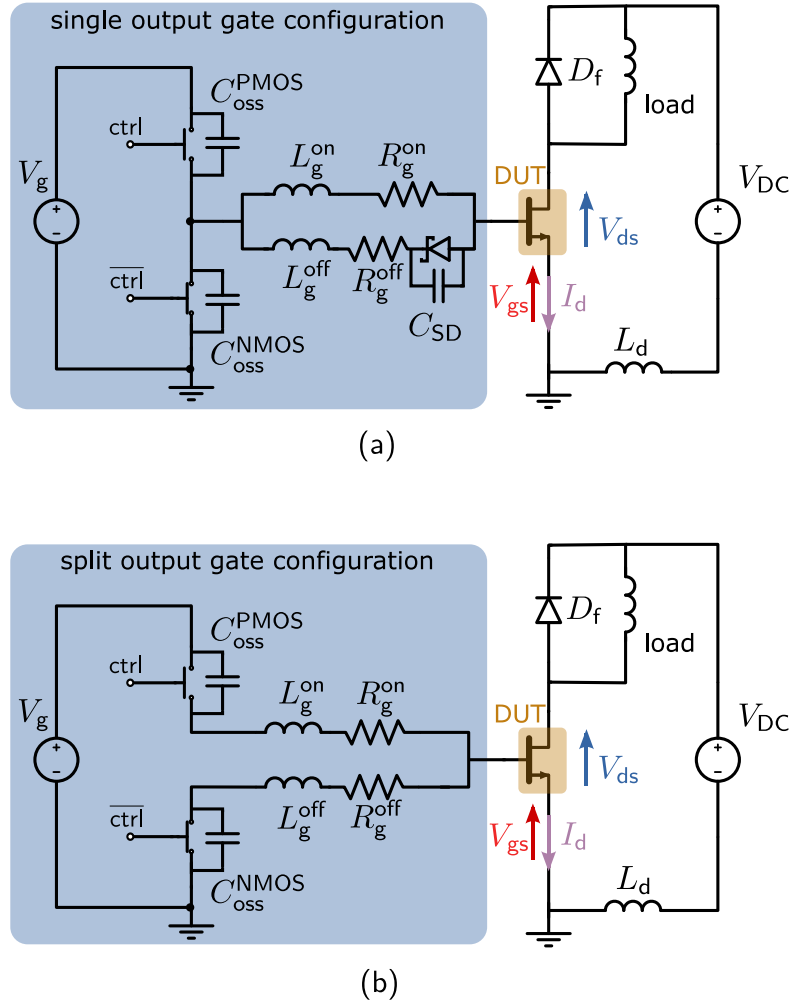 single output gate configuration
C_oss^PMOS
ctrl
V_g
+
−
L_g^on
R_g^on
L_g^off
R_g^off
C_SD
c̅t̅r̅l̅
C_oss^NMOS
D_f
load
DUT
V_ds
V_gs
I_d
L_d
V_DC
+
−
(a)
split output gate configuration
C_oss^PMOS
ctrl
V_g
+
−
L_g^on
R_g^on
L_g^off
R_g^off
c̅t̅r̅l̅
C_oss^NMOS
D_f
load
DUT
V_ds
V_gs
I_d
L_d
V_DC
+
−
(b)